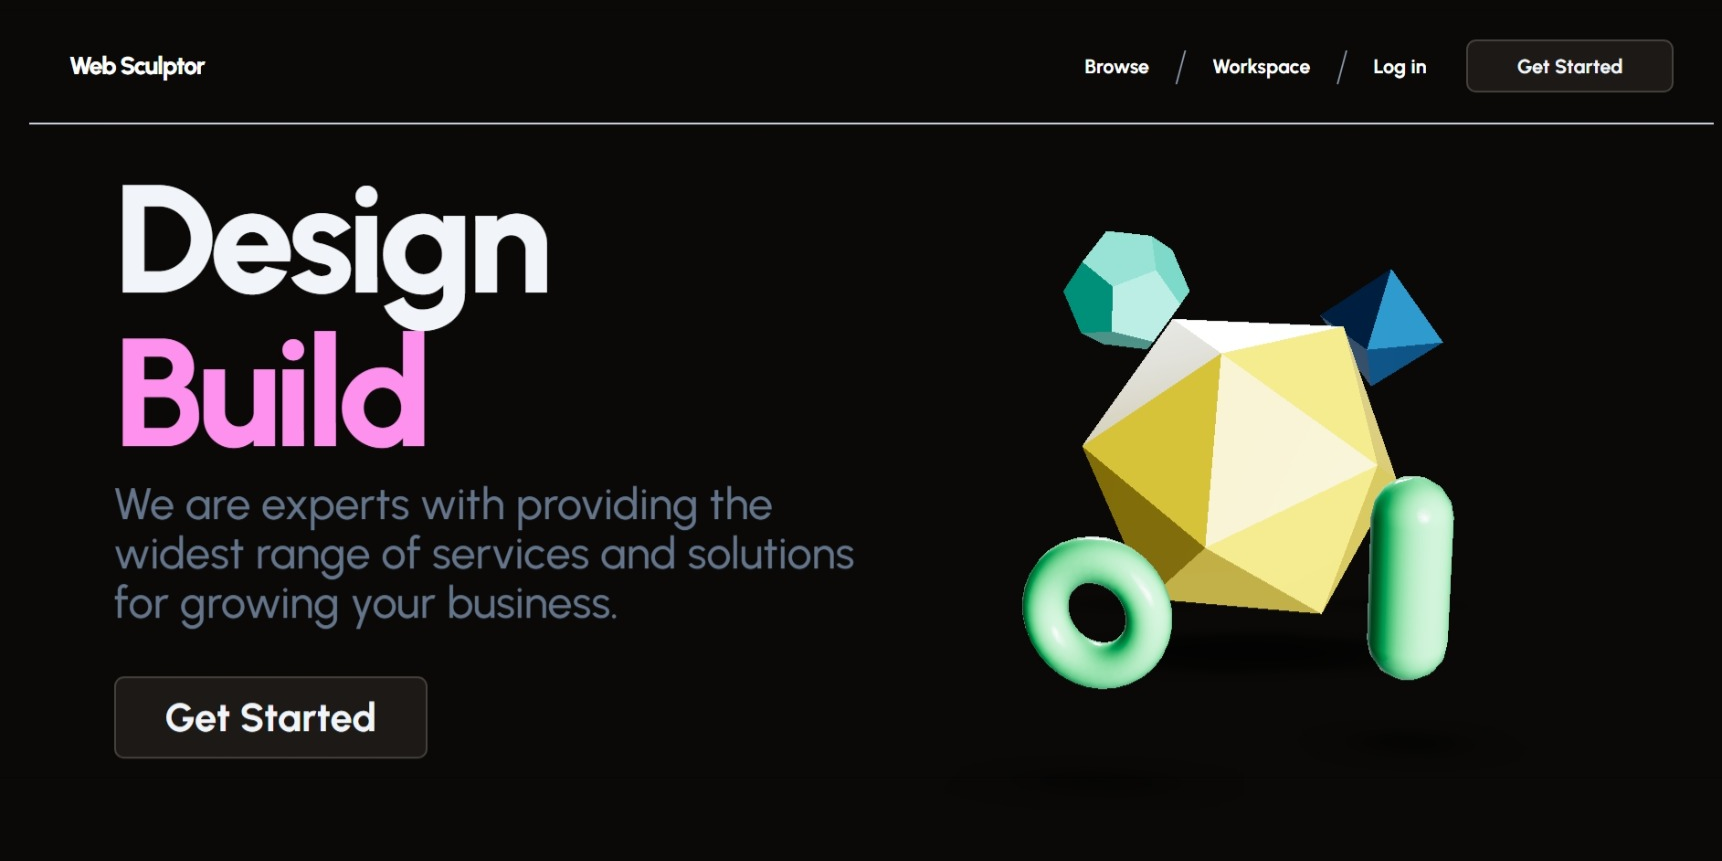 Web Sculptor
Browse / Workspace / Log in Get Started
Design
Build
We are experts with providing the
widest range of services and solutions
for growing your business.
Get Started